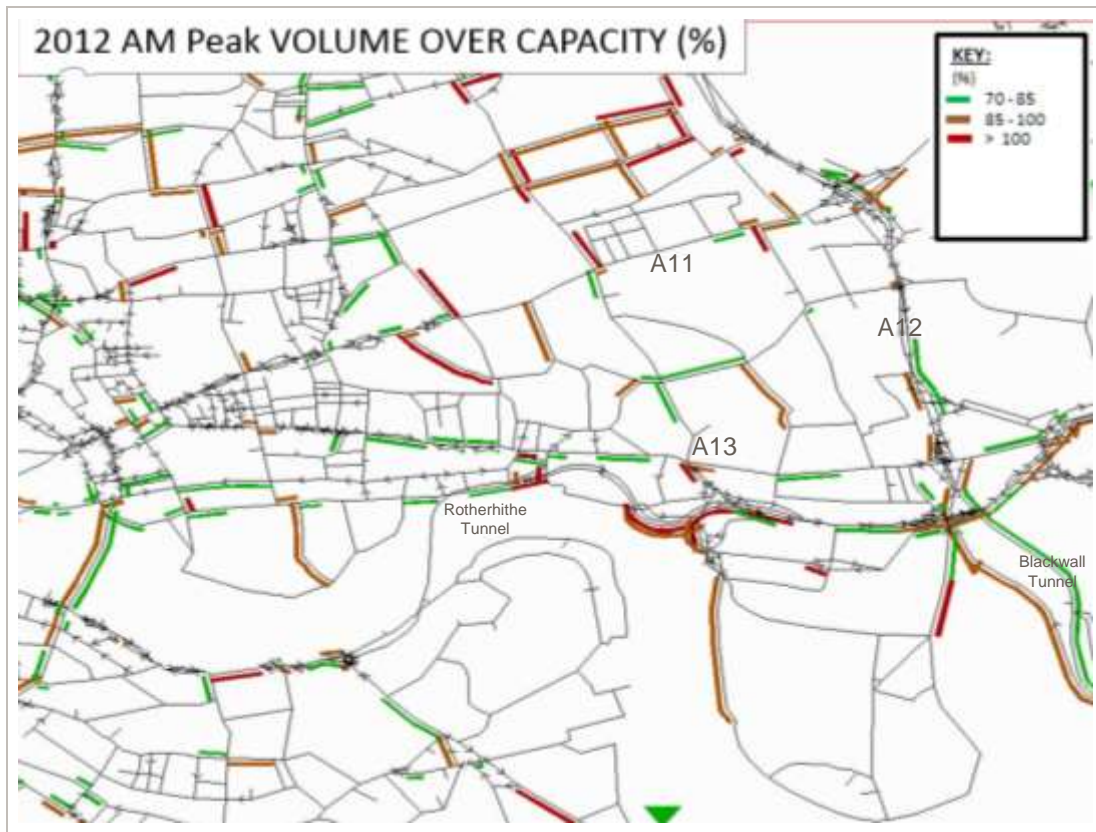 2012 AM Peak VOLUME OVER CAPACITY (%)
KEY:
(%)
70 - 85
85 - 100
> 100
A11
A12
A13
Rotherhithe
Tunnel
Blackwall
Tunnel